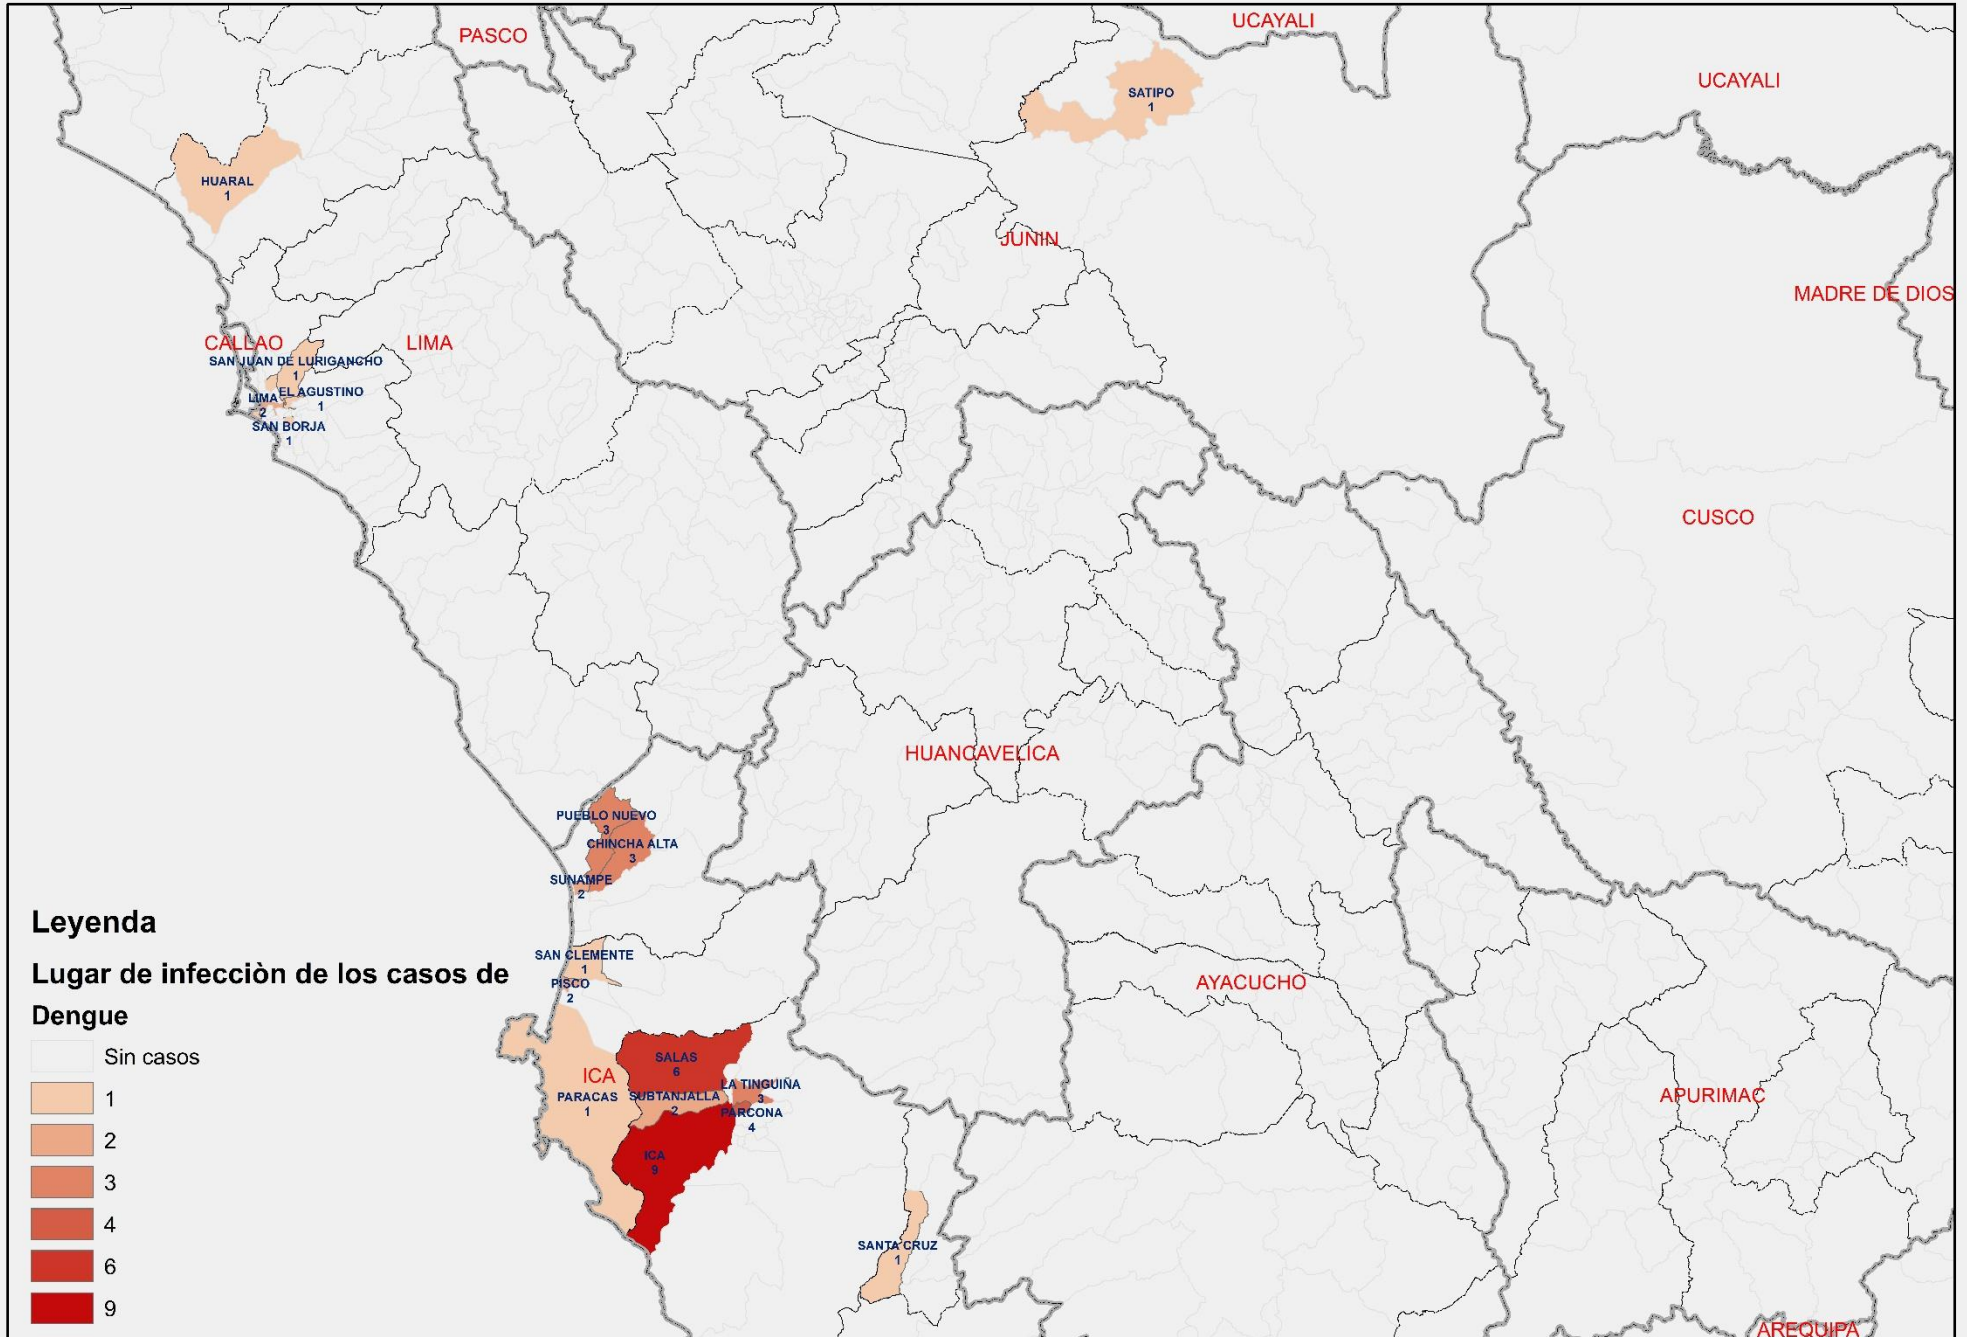 PASCO
UCAYALI
UCAYALI
SATIPO
1
HUARAL
1
JUNIN
MADRE DE DIOS
CALLAO
LIMA
SAN JUAN DE LURIGANCHO
1
EL AGUSTINO
1
LIMA
2
SAN BORJA
1
CUSCO
HUANCAVELICA
PUEBLO NUEVO
3
CHINCHA ALTA
3
SUNAMPE
2
SAN CLEMENTE
1
PISCO
2
AYACUCHO
SALAS
6
ICA
PARACAS
1
SUBTANJALLA
2
LA TINGUIÑA
3
PARCONA
4
APURIMAC
ICA
9
SANTA CRUZ
1
AREQUIPA
Leyenda
Lugar de infecciòn de los casos de
Dengue
Sin casos
1
2
3
4
6
9